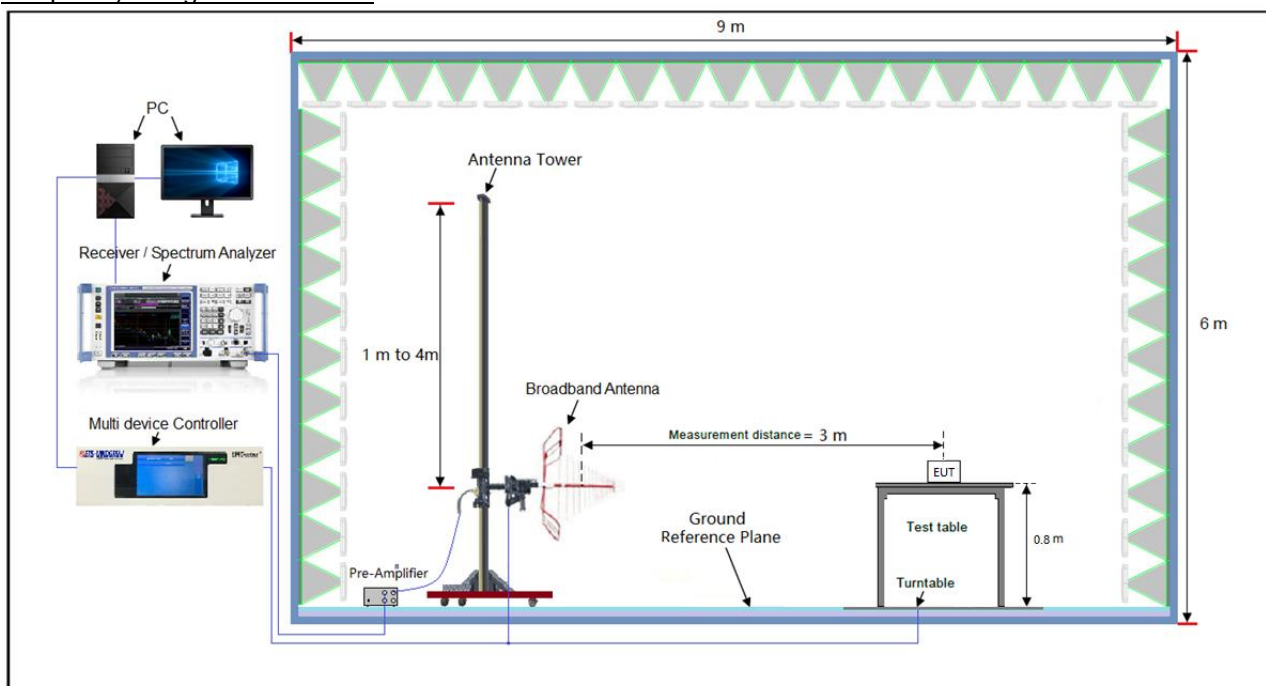 9 m
PC
Antenna Tower
Receiver / Spectrum Analyzer
6 m
1 m to 4m
Broadband Antenna
Multi device Controller
Measurement distance = 3 m
EUT
Ground
Reference Plane
Test table
0.8 m
Pre-Amplifier
Turntable